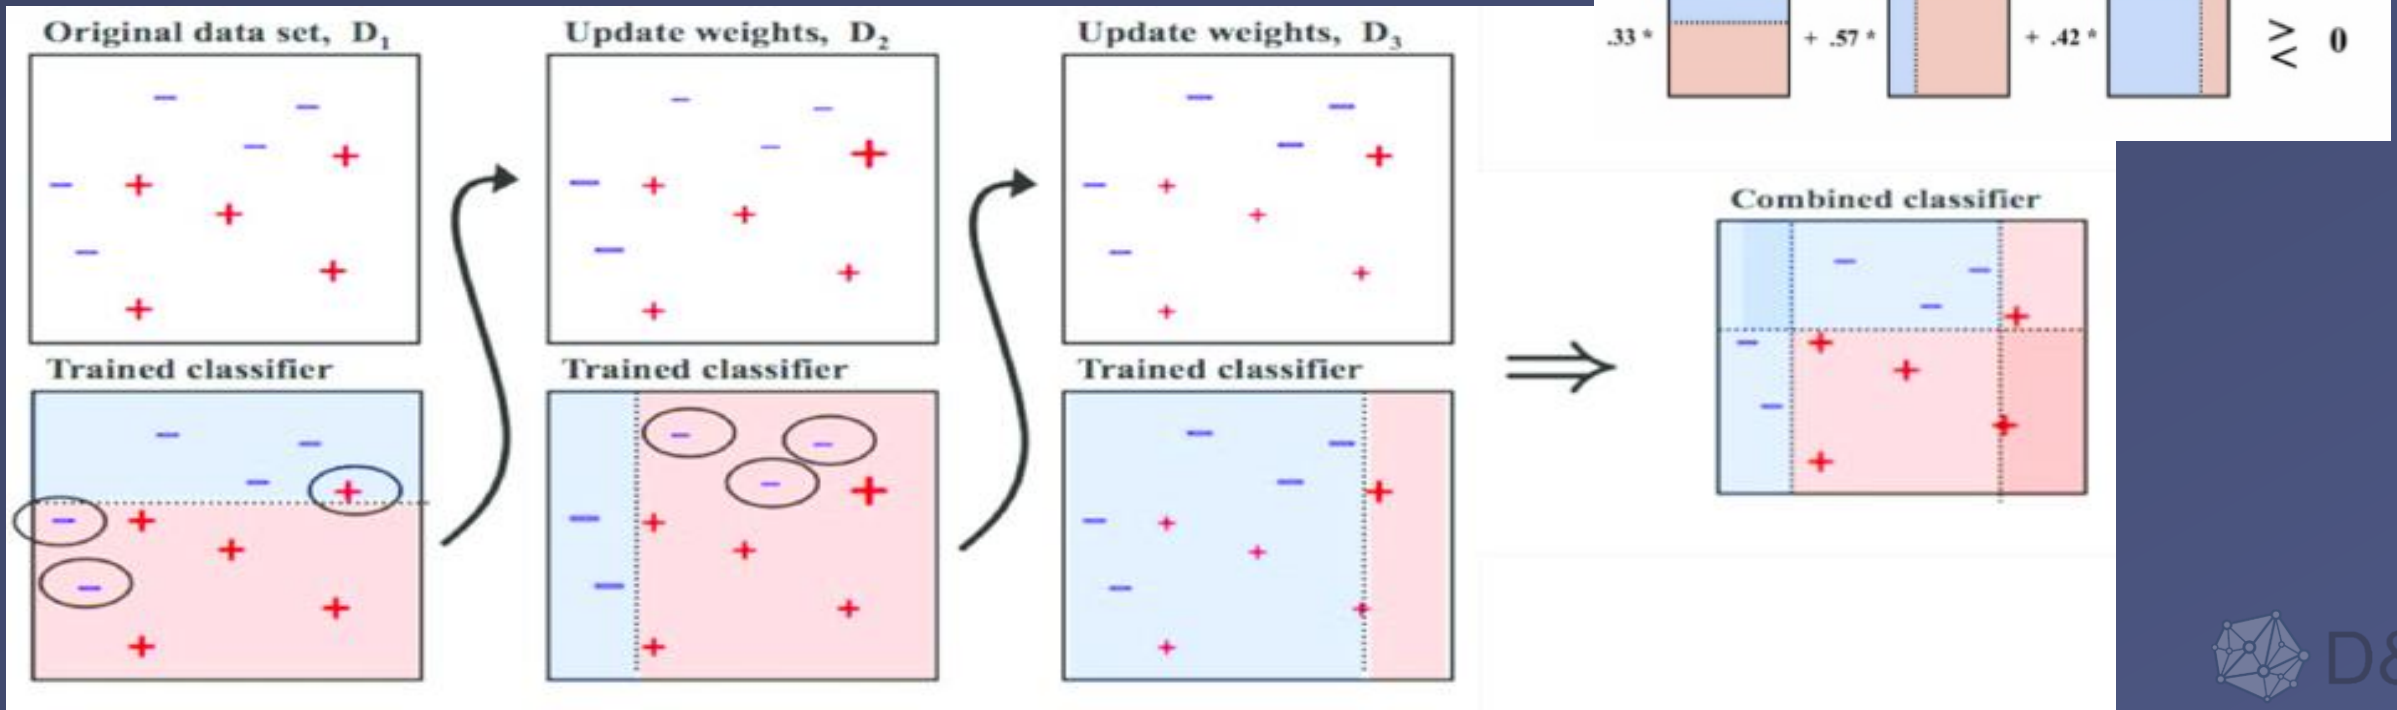 Original data set, D1
Update weights, D2
Update weights, D3
.33 * + .57 * + .42 * ≷ 0
Combined classifier
Trained classifier
Trained classifier
Trained classifier
D&